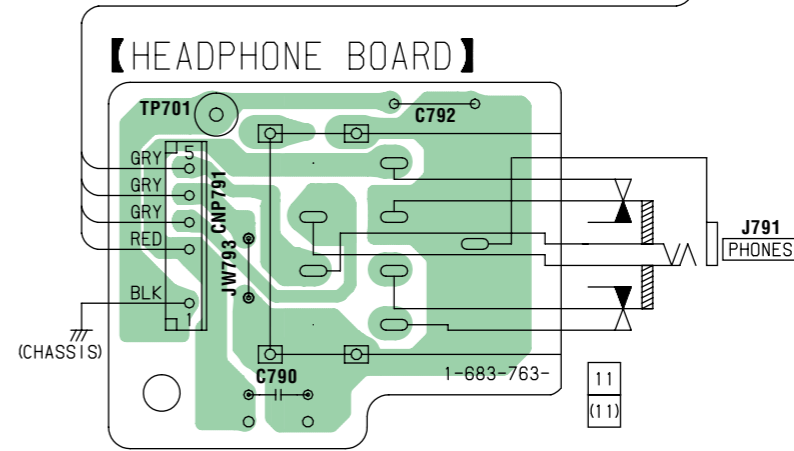 【HEADPHONE BOARD】
TP701
C792
GRY 5
GRY
GRY
RED
BLK
1
CNP791
JW793
J791
PHONES
(CHASSIS)
C790
1-683-763-
11
(11)